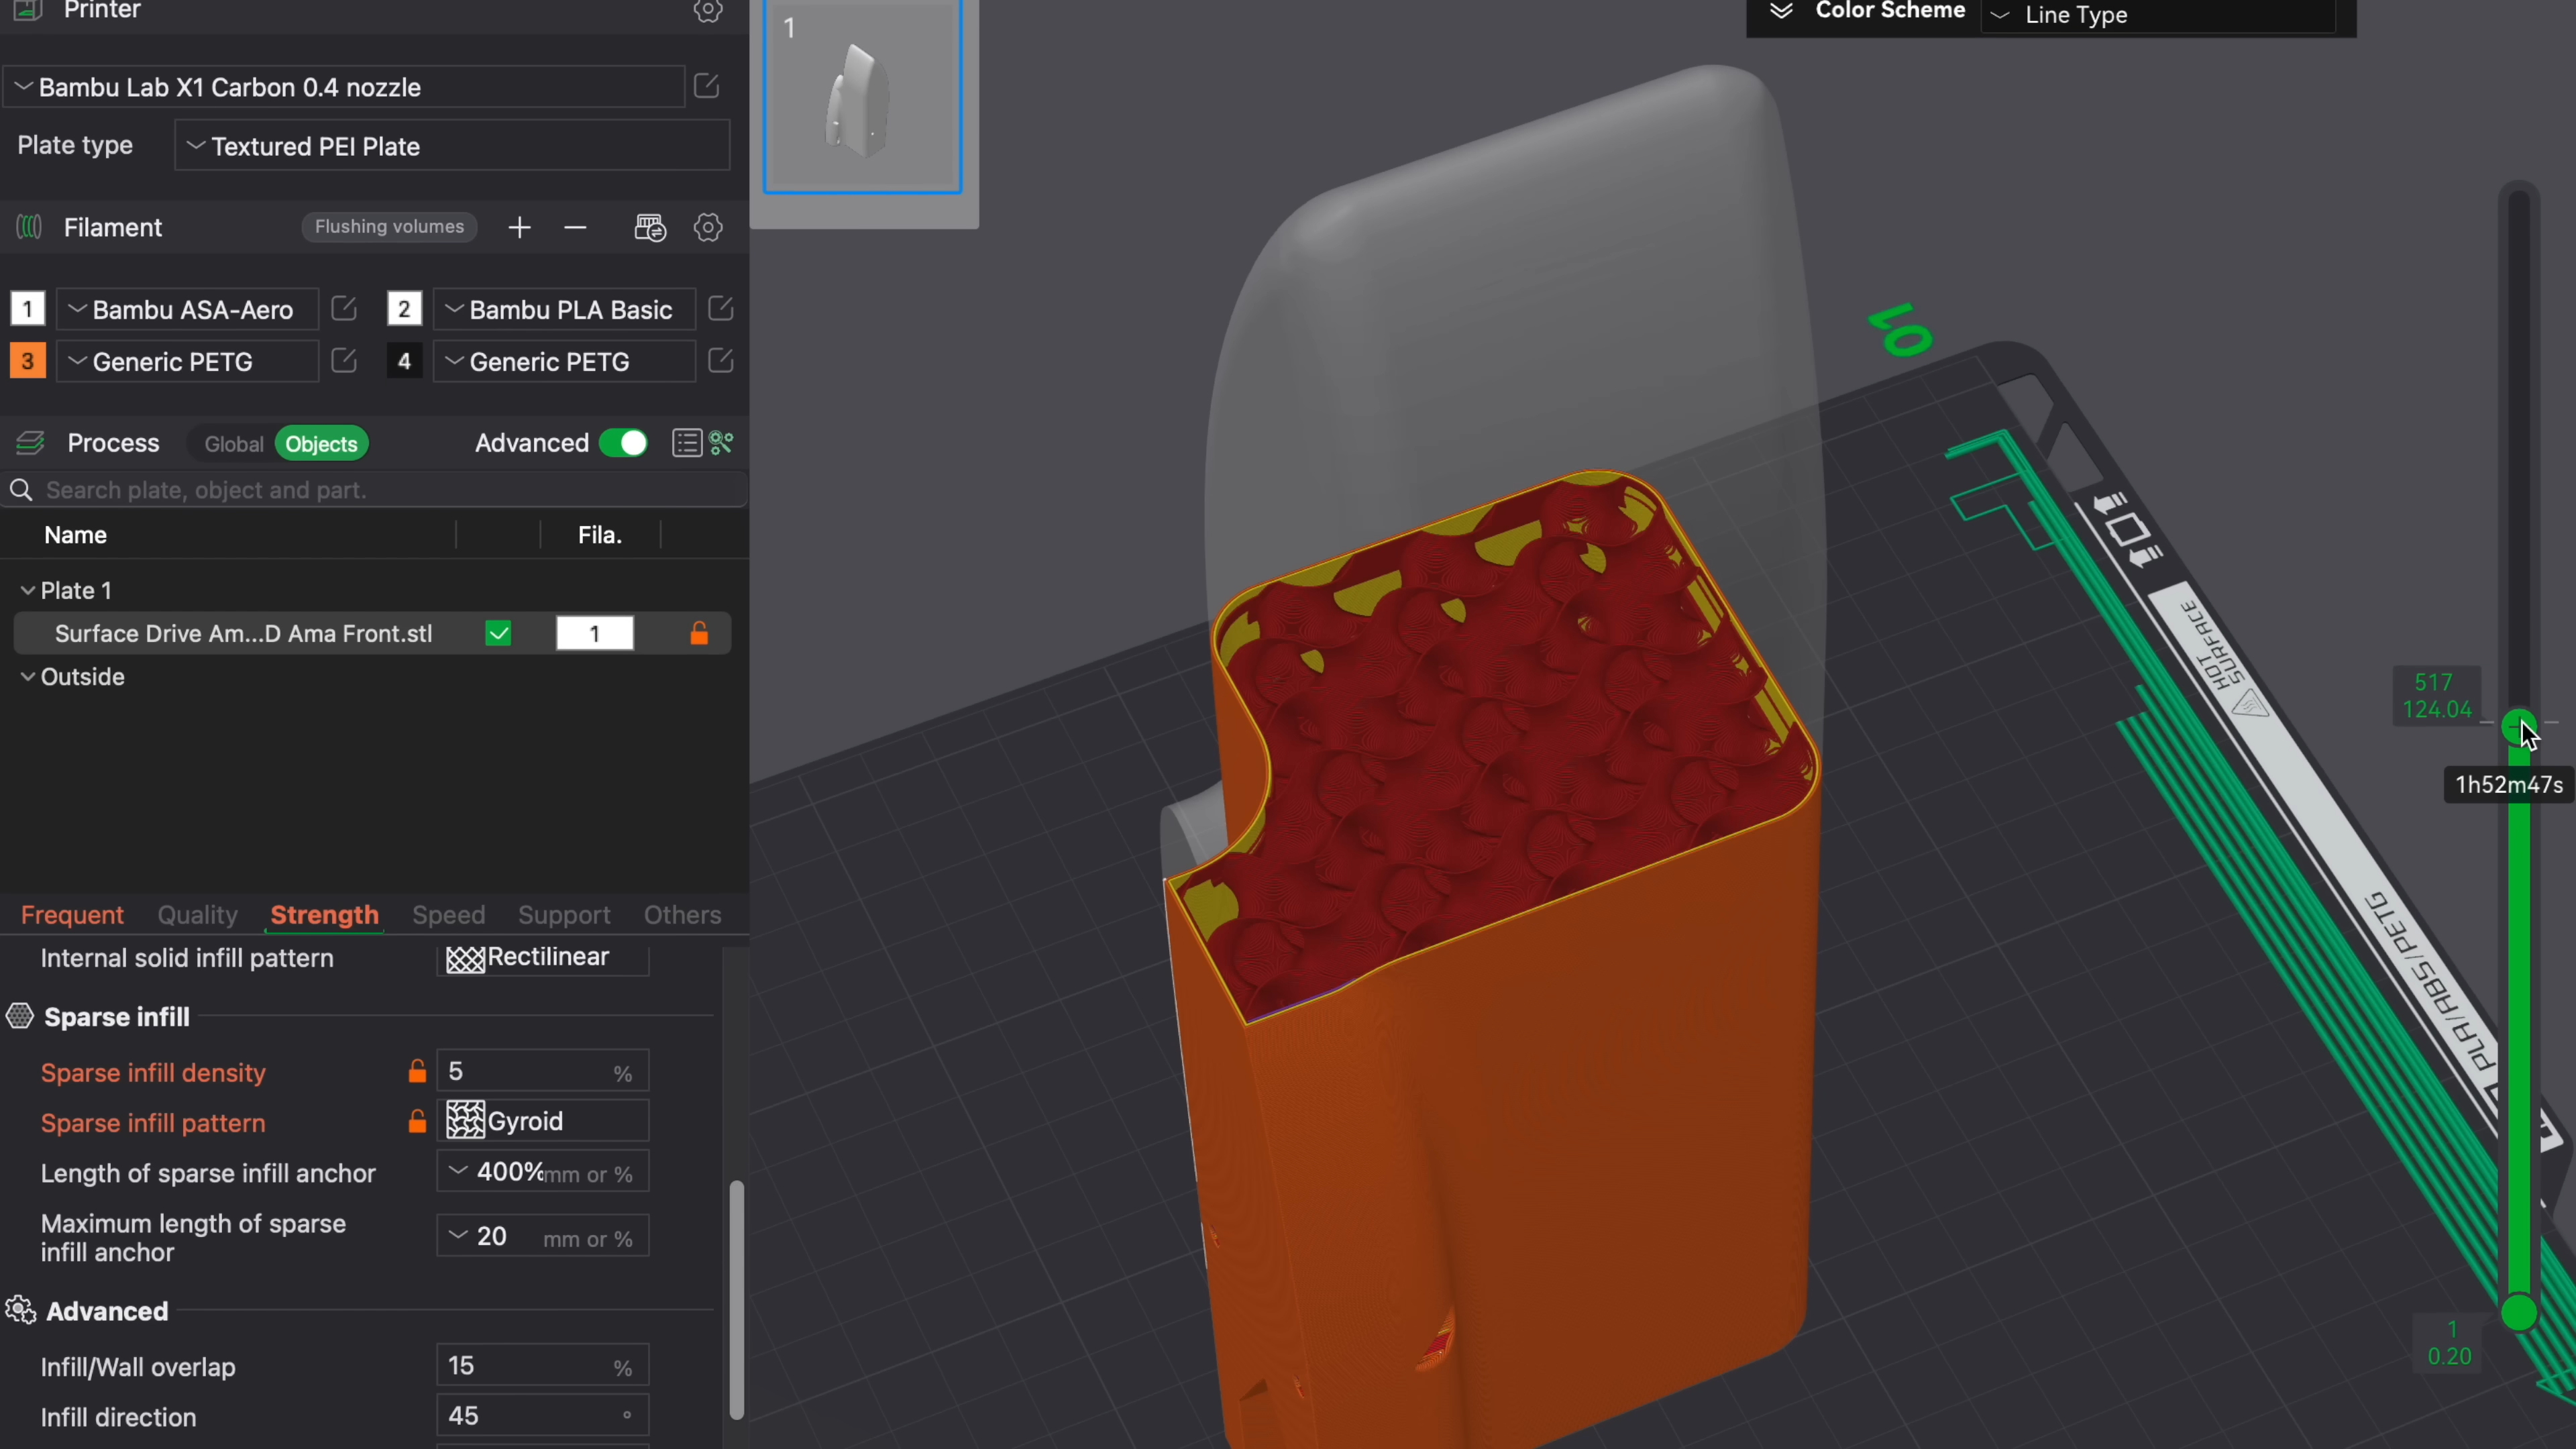 Printer
Bambu Lab X1 Carbon 0.4 nozzle
Plate type
Textured PEI Plate
Filament
Flushing volumes
1
Bambu ASA-Aero
2
Bambu PLA Basic
3
Generic PETG
4
Generic PETG
Process
Global
Objects
Advanced
Search plate, object and part.
Name
Fila.
Plate 1
Surface Drive Am...D Ama Front.stl
1
Outside
Frequent
Quality
Strength
Speed
Support
Others
Internal solid infill pattern
Rectilinear
Sparse infill
Sparse infill density
5
%
Sparse infill pattern
Gyroid
Length of sparse infill anchor
400%
mm or %
Maximum length of sparse
infill anchor
20
mm or %
Advanced
Infill/Wall overlap
15
%
Infill direction
45
°
1
Color Scheme
Line Type
01
HOT
SURFACE
PLA/ABS/PETG
517
124.04
1h52m47s
1
0.20